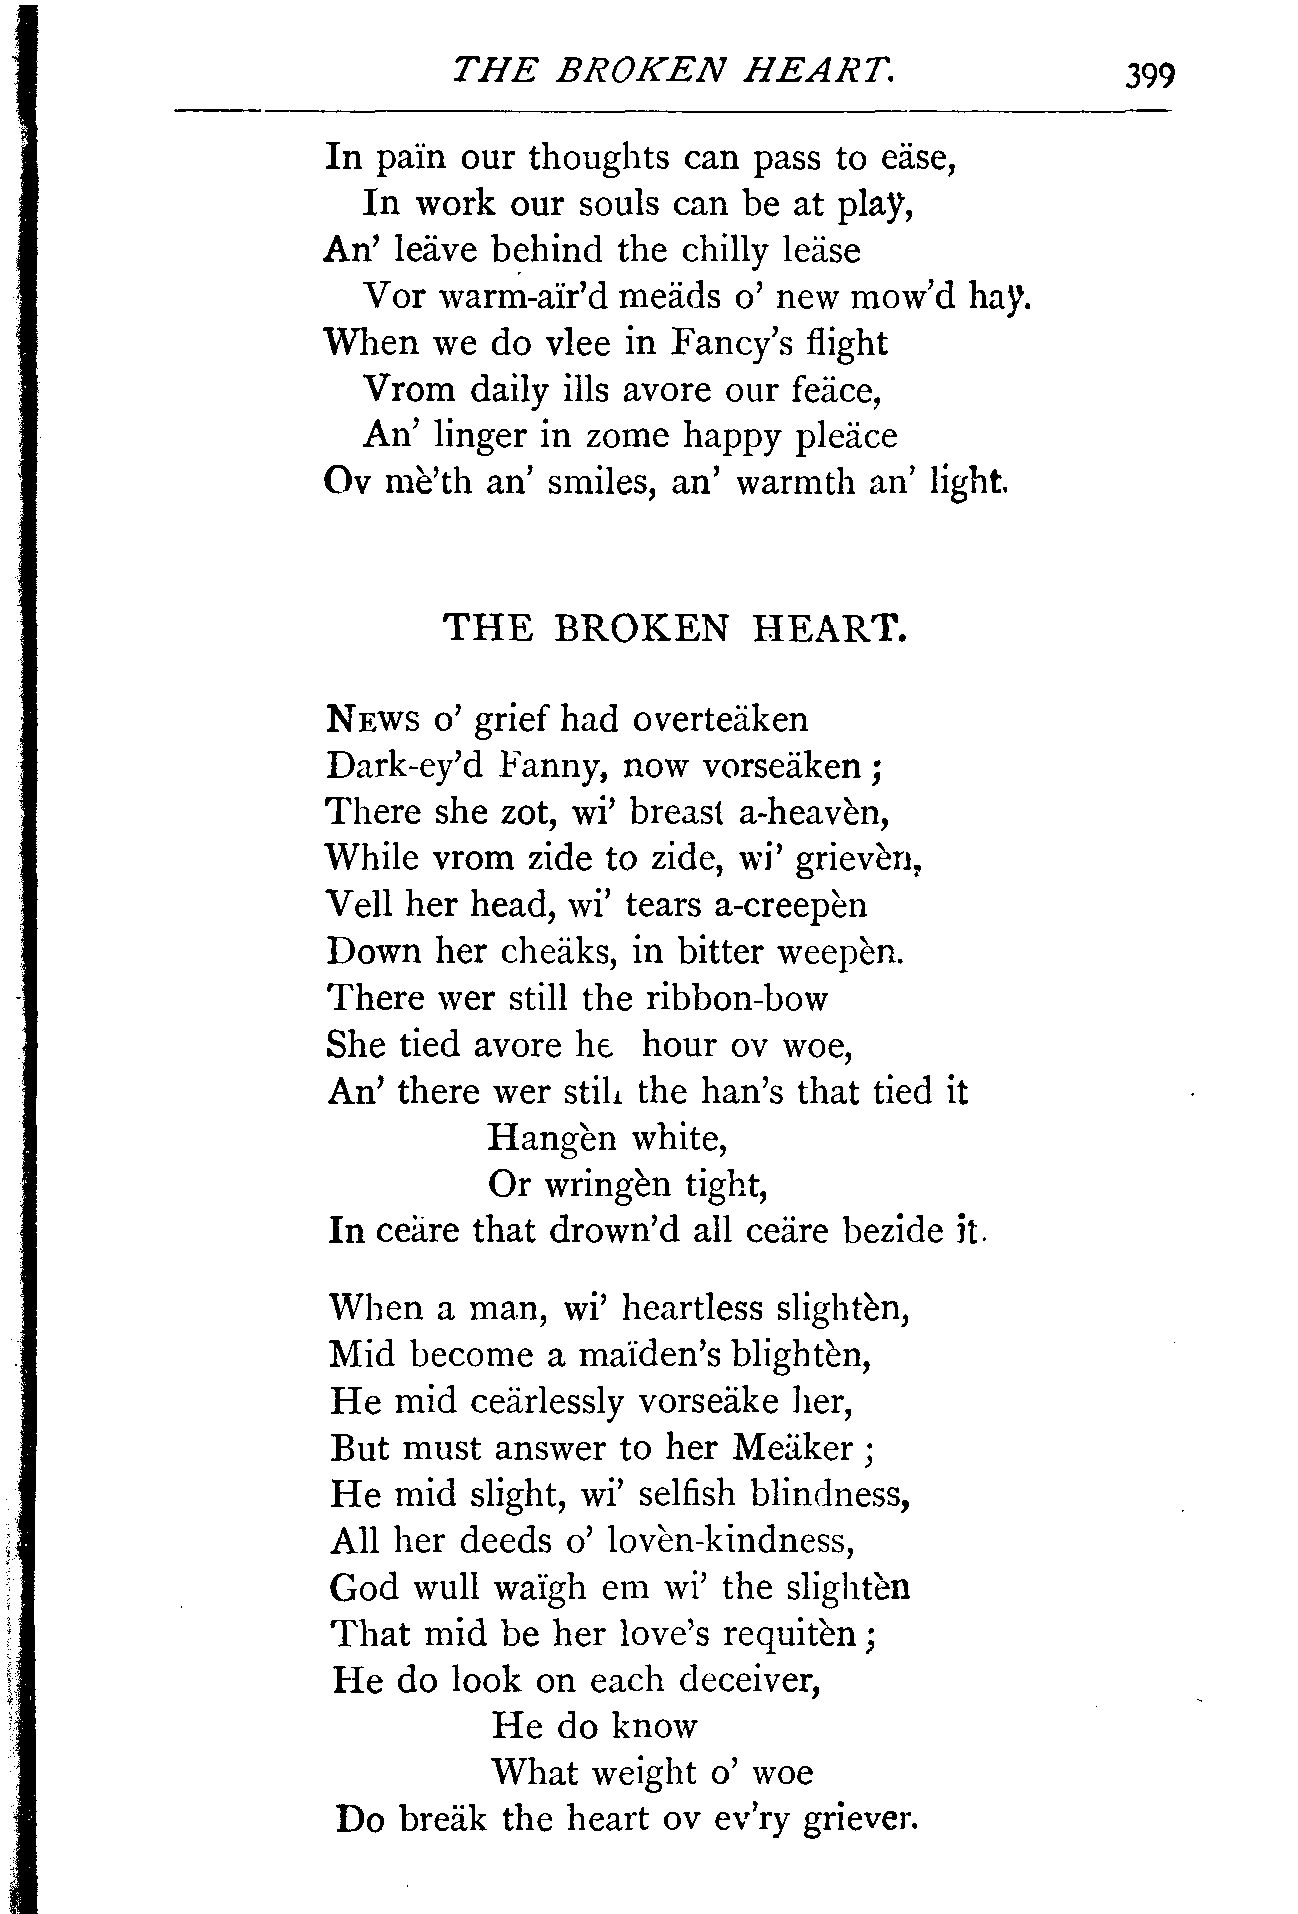 THE BROKEN HEART. 399
In païn our thoughts can pass to eäse,
In work our souls can be at plaÿ,
An' leäve behind the chilly leäse
Vor warm-aïr'd meäds o' new mow'd haÿ.
When we do vlee in Fancy's flight
Vrom daily ills avore our feäce,
An' linger in zome happy pleäce
Ov mè'th an' smiles, an' warmth an' light.
THE BROKEN HEART.
News o' grief had overteäken
Dark-ey'd Fanny, now vorseäken ;
There she zot, wi' breast a-heavèn,
While vrom zide to zide, wi' grievèn,
Vell her head, wi' tears a-creepèn
Down her cheäks, in bitter weepèn.
There wer still the ribbon-bow
She tied avore he hour ov woe,
An' there wer still the han's that tied it
Hangèn white,
Or wringèn tight,
In ceäre that drown'd all ceäre bezide it.
When a man, wi' heartless slightèn,
Mid become a maïden's blightèn,
He mid ceärlessly vorseäke her,
But must answer to her Meäker ;
He mid slight, wi' selfish blindness,
All her deeds o' lovèn-kindness,
God wull waïgh em wi' the slightèn
That mid be her love's requitèn ;
He do look on each deceiver,
He do know
What weight o' woe
Do breäk the heart ov ev'ry griever.